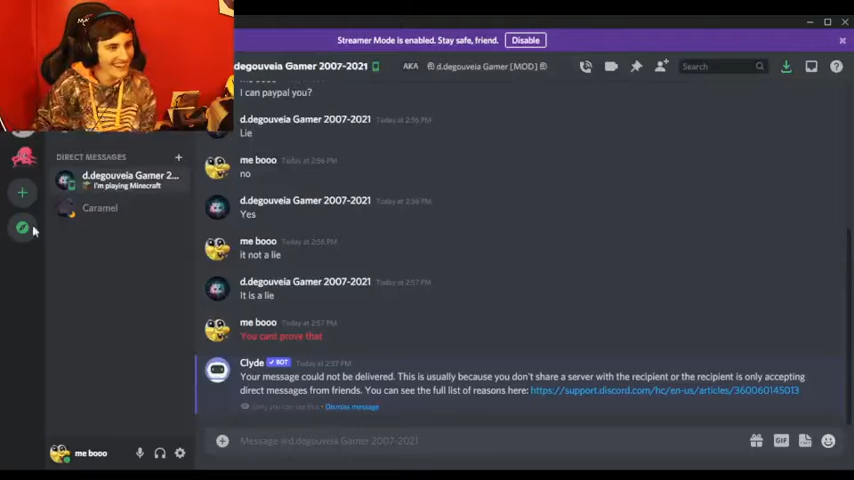 Streamer Mode is enabled. Stay safe, friend.
Disable
degouveia Gamer 2007-2021
AKA
d.degouveia Gamer [MOD]
Search
I can paypal you?
d.degouveia Gamer 2007-2021 Today at 2:56 PM
Lie
me booo Today at 2:56 PM
no
d.degouveia Gamer 2007-2021 Today at 2:56 PM
Yes
me booo Today at 2:56 PM
it not a lie
d.degouveia Gamer 2007-2021 Today at 2:57 PM
It is a lie
me booo Today at 2:57 PM
You cant prove that
Clyde BOT Today at 2:57 PM
Your message could not be delivered. This is usually because you don't share a server with the recipient or the recipient is only accepting
direct messages from friends. You can see the full list of reasons here: https://support.discord.com/hc/en-us/articles/360060145013
Only you can see this • Dismiss message
Message @d.degouveia Gamer 2007-2021
GIF
DIRECT MESSAGES
d.degouveia Gamer 2...
I'm playing Minecraft
Caramel
me booo